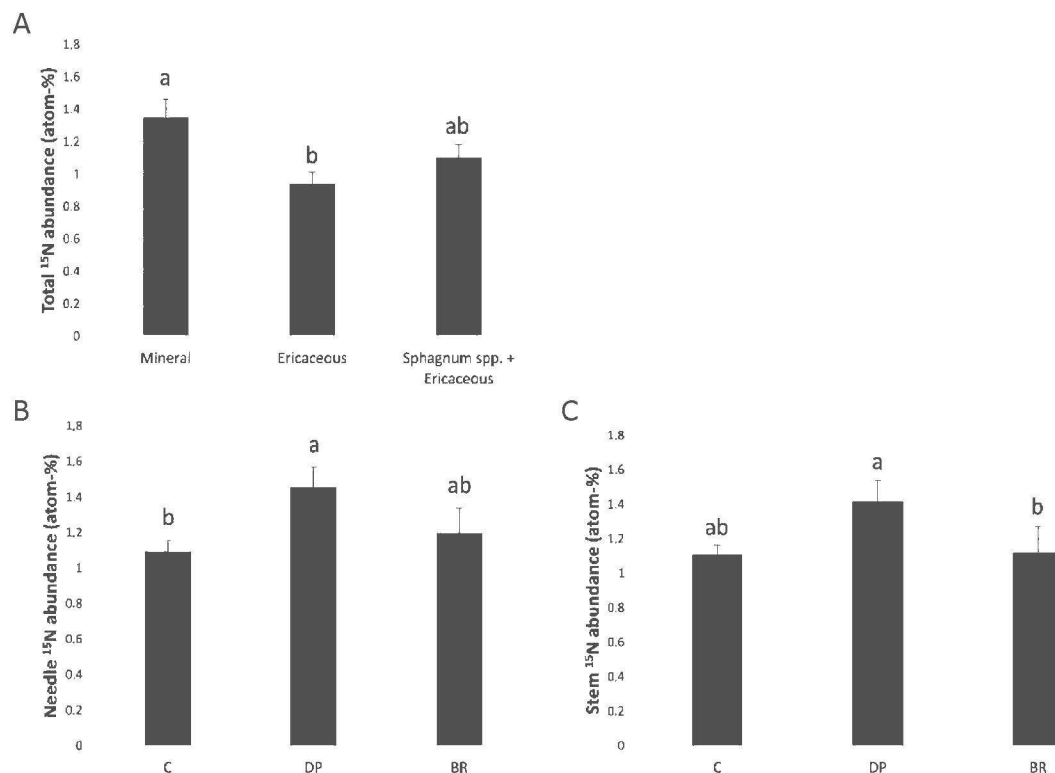 A
Total ¹⁵N abundance (atom-%)
1,8
1.6
1.4
1.2
1
0.8
0.6
0.4
0.2
0
a
b
ab
Mineral
Ericaceous
Sphagnum spp. +
Ericaceous
B
Needle ¹⁵N abundance (atom-%)
1,8
1.6
1.4
1.2
1
0.8
0.6
0.4
0.2
0
b
a
ab
C
DP
BR
C
Stem ¹⁵N abundance (atom-%)
1,8
1.6
1.4
1.2
1
0.8
0.6
0.4
0.2
0
ab
a
b
C
DP
BR